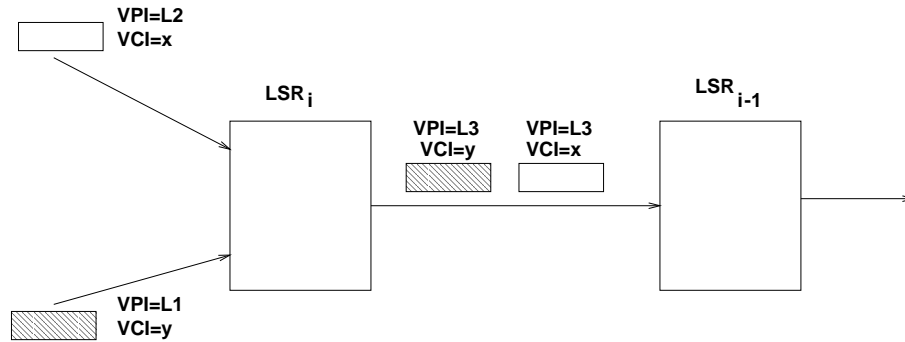 VPI=L2
VCI=x
LSR i
LSR i-1
VPI=L3
VCI=y
VPI=L3
VCI=x
VPI=L1
VCI=y